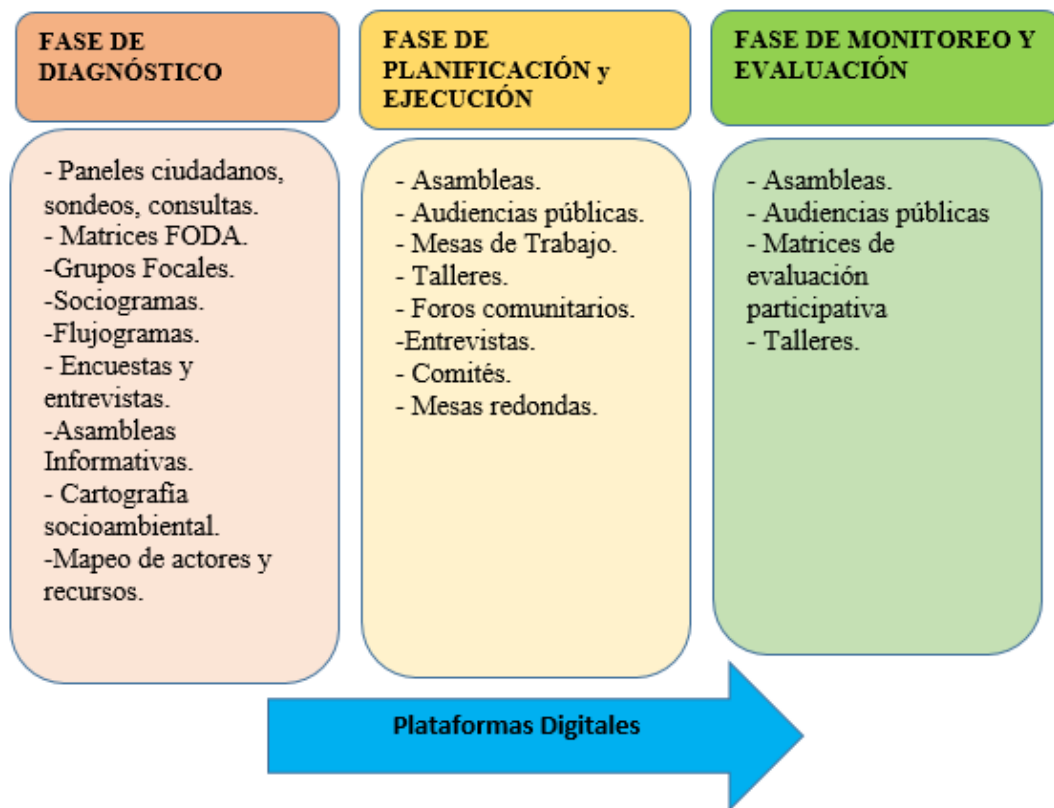 FASE DE
DIAGNÓSTICO
- Paneles ciudadanos,
sondeos, consultas.
- Matrices FODA.
-Grupos Focales.
-Sociogramas.
-Flujogramas.
- Encuestas y
entrevistas.
-Asambleas
Informativas.
- Cartografía
socioambiental.
-Mapeo de actores y
recursos.
FASE DE
PLANIFICACIÓN y
EJECUCIÓN
- Asambleas.
- Audiencias públicas.
- Mesas de Trabajo.
- Talleres.
- Foros comunitarios.
-Entrevistas.
- Comités.
- Mesas redondas.
FASE DE MONITOREO Y
EVALUACIÓN
- Asambleas.
- Audiencias públicas
- Matrices de
evaluación
participativa
- Talleres.
Plataformas Digitales